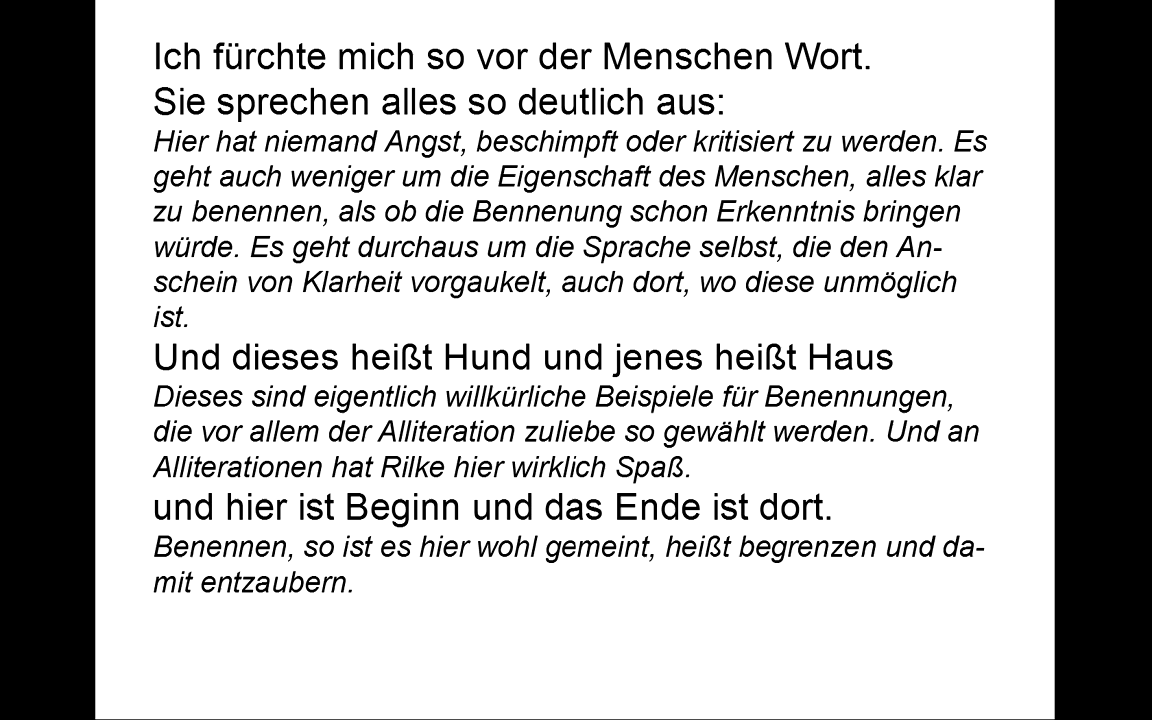 Ich fürchte mich so vor der Menschen Wort.
Sie sprechen alles so deutlich aus:
Hier hat niemand Angst, beschimpft oder kritisiert zu werden. Es
geht auch weniger um die Eigenschaft des Menschen, alles klar
zu benennen, als ob die Bennenung schon Erkenntnis bringen
würde. Es geht durchaus um die Sprache selbst, die den An-
schein von Klarheit vorgaukelt, auch dort, wo diese unmöglich
ist.
Und dieses heißt Hund und jenes heißt Haus
Dieses sind eigentlich willkürliche Beispiele für Benennungen,
die vor allem der Alliteration zuliebe so gewählt werden. Und an
Alliterationen hat Rilke hier wirklich Spaß.
und hier ist Beginn und das Ende ist dort.
Benennen, so ist es hier wohl gemeint, heißt begrenzen und da-
mit entzaubern.